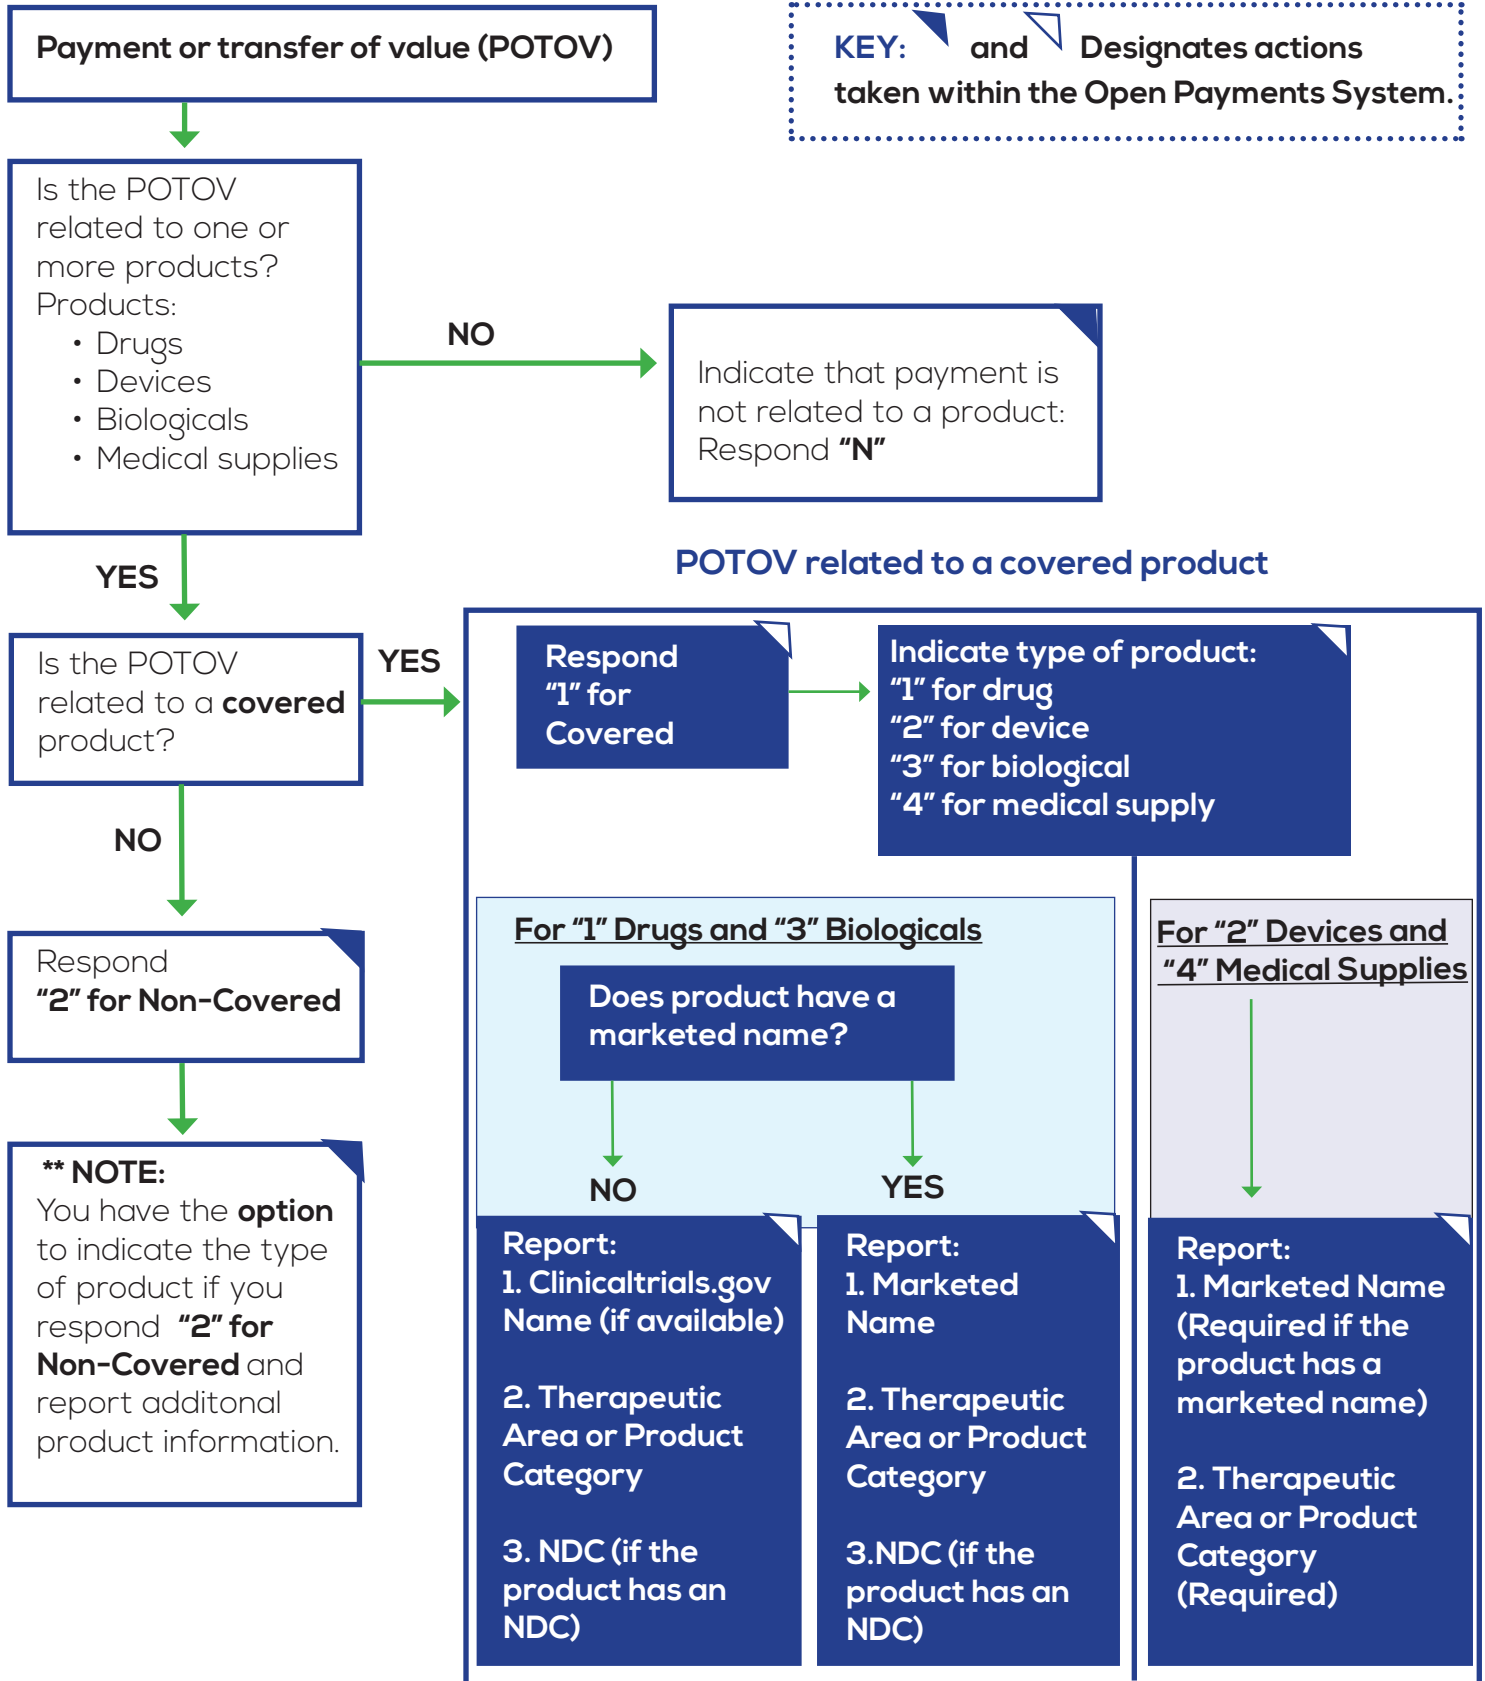 Payment or transfer of value (POTOV)
KEY: and Designates actions
taken within the Open Payments System.
Is the POTOV
related to one or
more products?
Products:
• Drugs
• Devices
• Biologicals
• Medical supplies
NO
Indicate that payment is
not related to a product:
Respond “N”
YES
POTOV related to a covered product
Is the POTOV
related to a covered
product?
YES
Respond
“1” for
Covered
Indicate type of product:
“1” for drug
“2” for device
“3” for biological
“4” for medical supply
NO
Respond
“2” for Non-Covered
** NOTE:
You have the option
to indicate the type
of product if you
respond “2” for
Non-Covered and
report additonal
product information.
For “1” Drugs and “3” Biologicals
Does product have a
marketed name?
NO
YES
For “2” Devices and
“4” Medical Supplies
Report:
1. Clinicaltrials.gov
Name (if available)
2. Therapeutic
Area or Product
Category
3. NDC (if the
product has an
NDC)
Report:
1. Marketed
Name
2. Therapeutic
Area or Product
Category
3.NDC (if the
product has an
NDC)
Report:
1. Marketed Name
(Required if the
product has a
marketed name)
2. Therapeutic
Area or Product
Category
(Required)